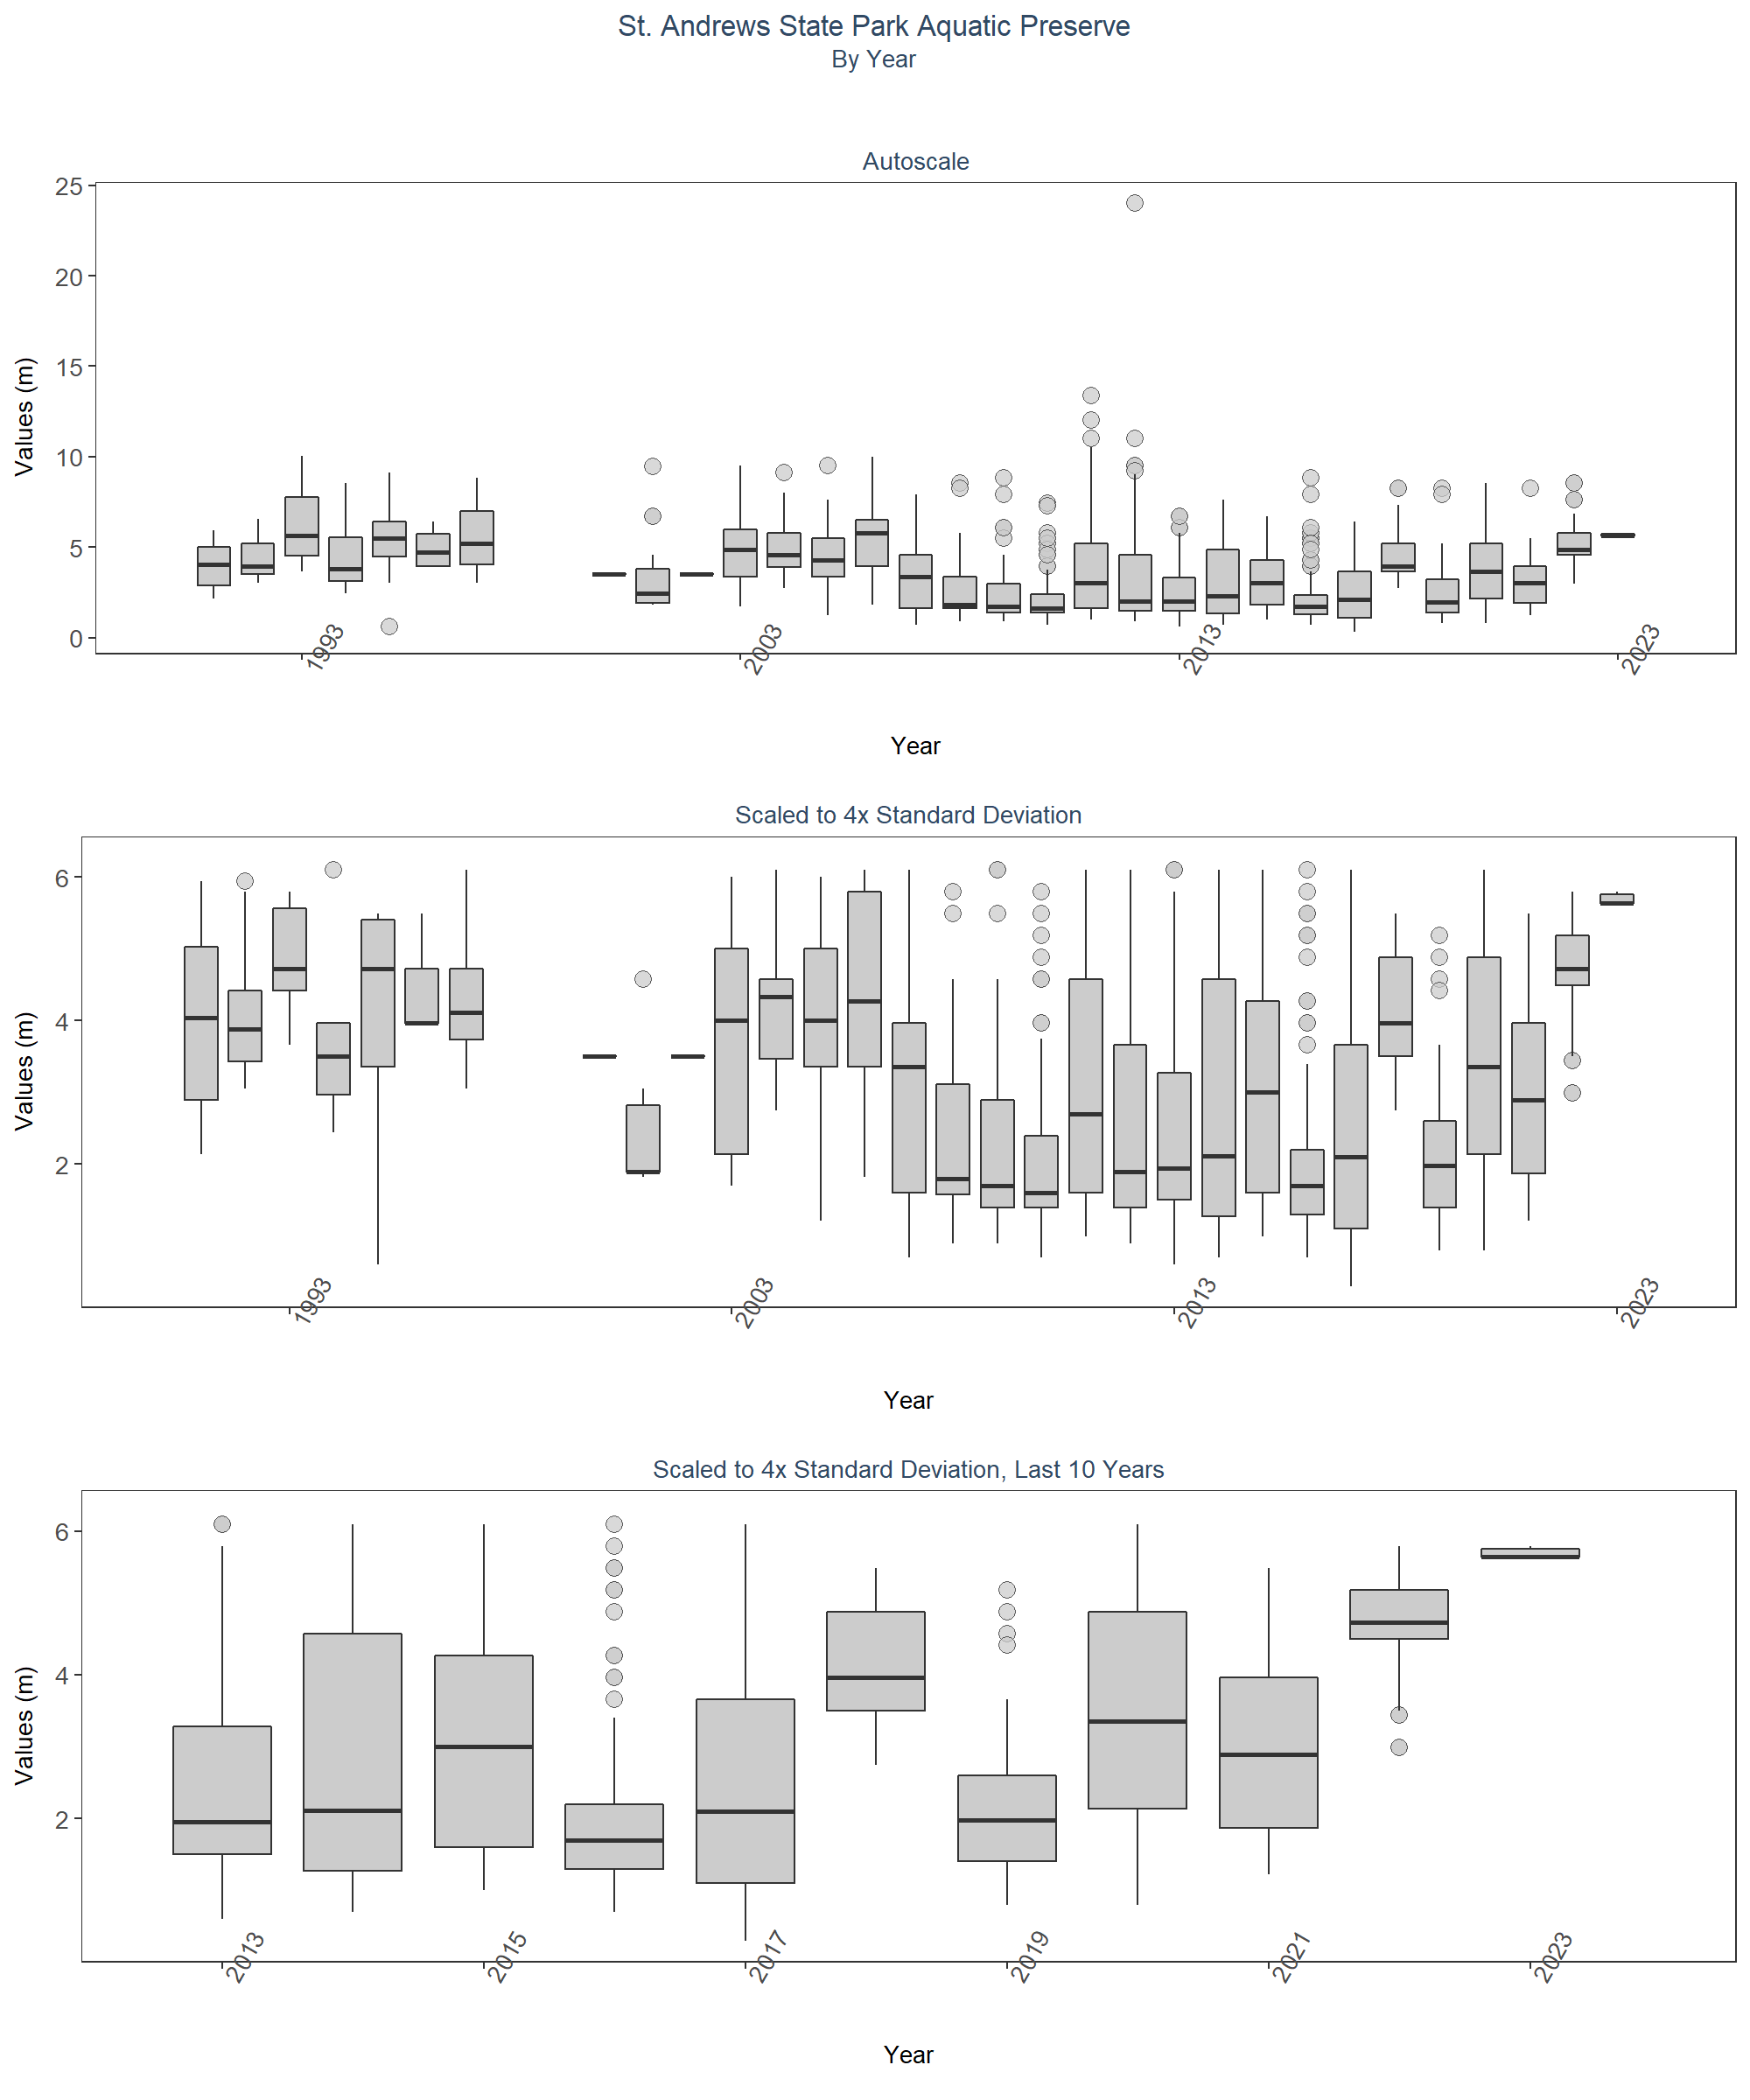 St. Andrews State Park Aquatic Preserve
By Year
Autoscale
Values (m)
25
20
15
10
5
0
1993
2003
2013
2023
Year
Scaled to 4x Standard Deviation
Values (m)
6
4
2
1993
2003
2013
2023
Year
Scaled to 4x Standard Deviation, Last 10 Years
Values (m)
6
4
2
2013
2015
2017
2019
2021
2023
Year